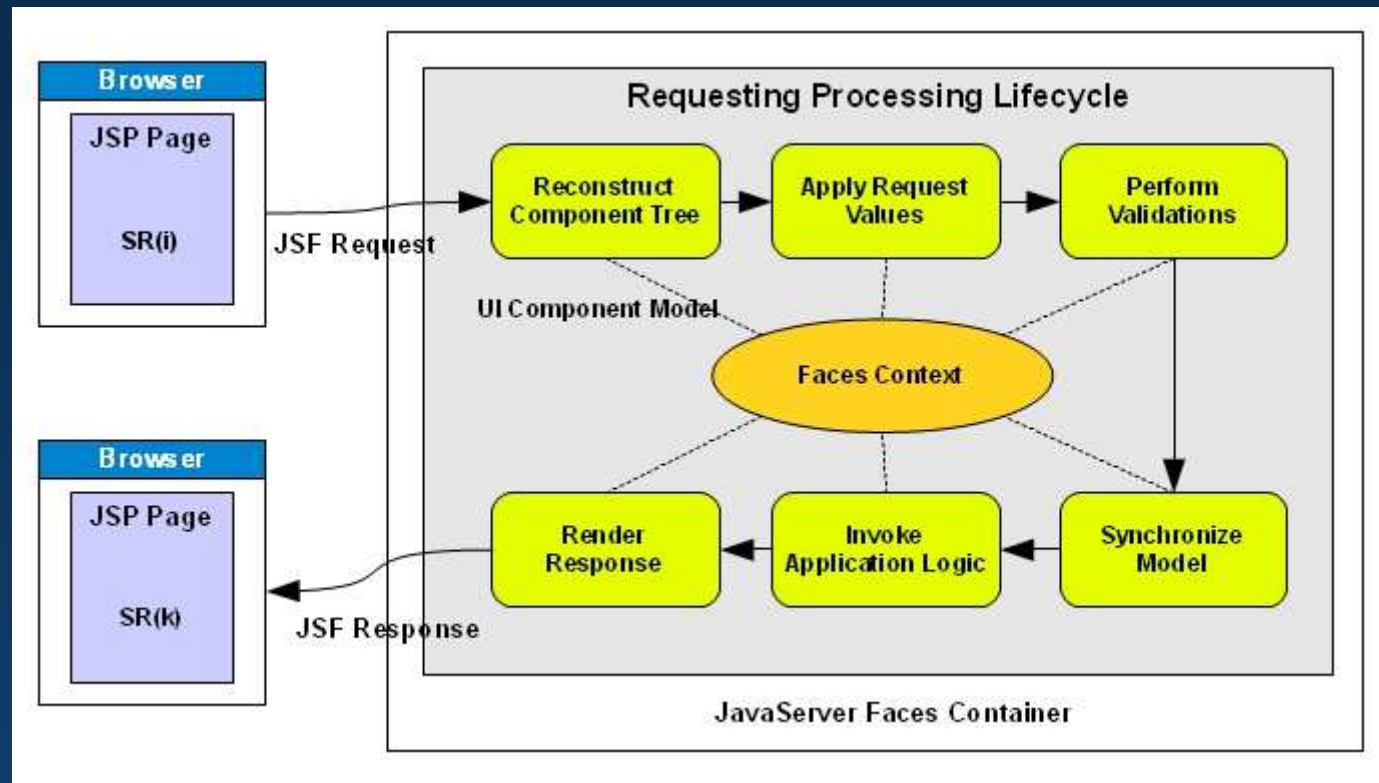 Browser
JSP Page
SR(i)
JSF Request
Requesting Processing Lifecycle
Reconstruct
Component Tree
Apply Request
Values
Perform
Validations
UI Component Model
Faces Context
Browser
JSP Page
SR(k)
JSF Response
Render
Response
Invoke
Application Logic
Synchronize
Model
JavaServer Faces Container